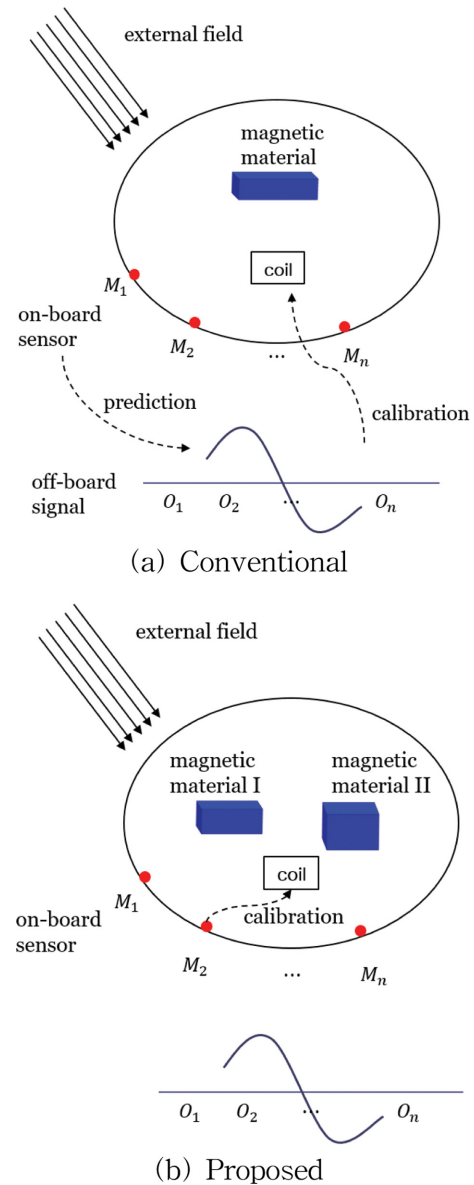 external field
magnetic
material
coil
M₁
on-board
sensor
M₂
...
Mₙ
prediction
calibration
off-board
signal
O₁ O₂ ... Oₙ
(a) Conventional
external field
magnetic
material I
magnetic
material II
coil
M₁
calibration
on-board
sensor
M₂ ... Mₙ
O₁ O₂ ... Oₙ
(b) Proposed